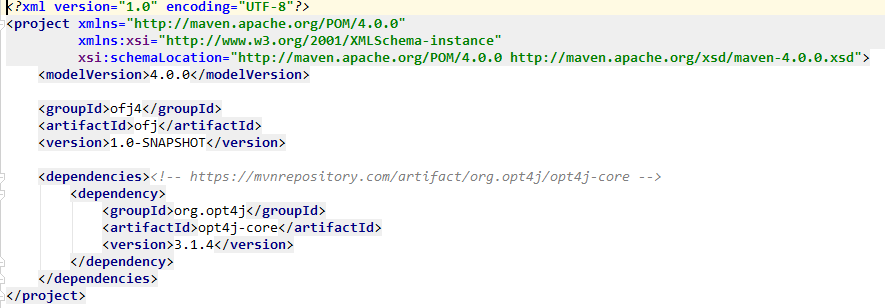 <?xml version="1.0" encoding="UTF-8"?>
<project xmlns="http://maven.apache.org/POM/4.0.0"
         xmlns:xsi="http://www.w3.org/2001/XMLSchema-instance"
         xsi:schemaLocation="http://maven.apache.org/POM/4.0.0 http://maven.apache.org/xsd/maven-4.0.0.xsd">
    <modelVersion>4.0.0</modelVersion>

    <groupId>ofj4</groupId>
    <artifactId>ofj</artifactId>
    <version>1.0-SNAPSHOT</version>

    <dependencies><!-- https://mvnrepository.com/artifact/org.opt4j/opt4j-core -->
        <dependency>
            <groupId>org.opt4j</groupId>
            <artifactId>opt4j-core</artifactId>
            <version>3.1.4</version>
        </dependency>
    </dependencies>
</project>